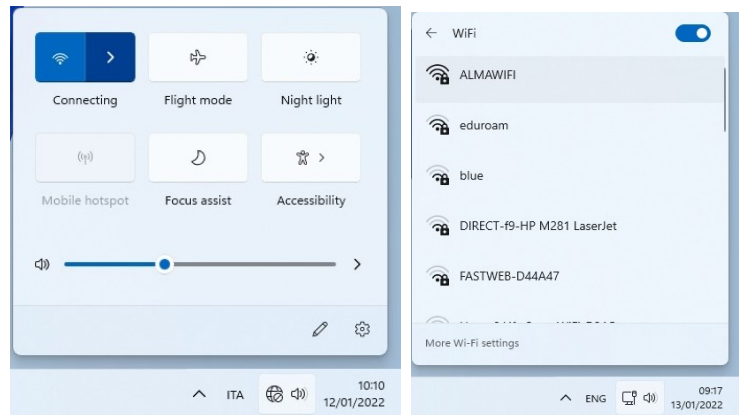 Connecting
Flight mode
Night light
Mobile hotspot
Focus assist
Accessibility
ITA
10:10
12/01/2022
WiFi
ALMAWIFI
eduroam
blue
DIRECT-f9-HP M281 LaserJet
FASTWEB-D44A47
More Wi-Fi settings
ENG
09:17
13/01/2022